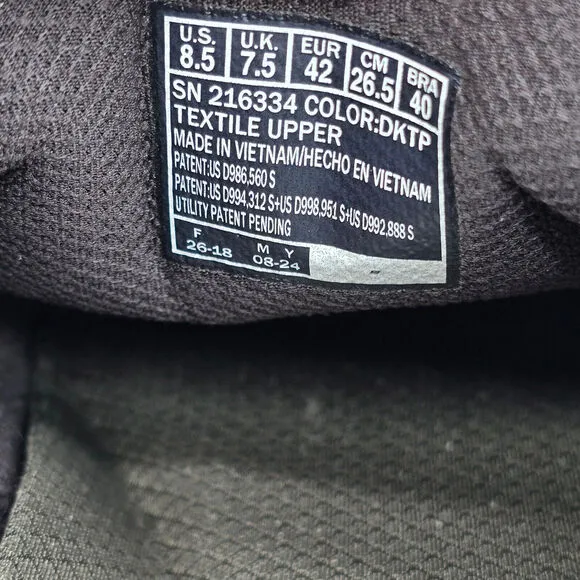 U.S. U.K. EUR CM BRA
8.5 7.5 42 26.5 40
SN 216334 COLOR:DKTP
TEXTILE UPPER
MADE IN VIETNAM/HECHO EN VIETNAM
PATENT:US D986,560 S
PATENT:US D994,312 S+US D998,951 S+US D992,888 S
UTILITY PATENT PENDING
F M Y
26-18 08-24
-